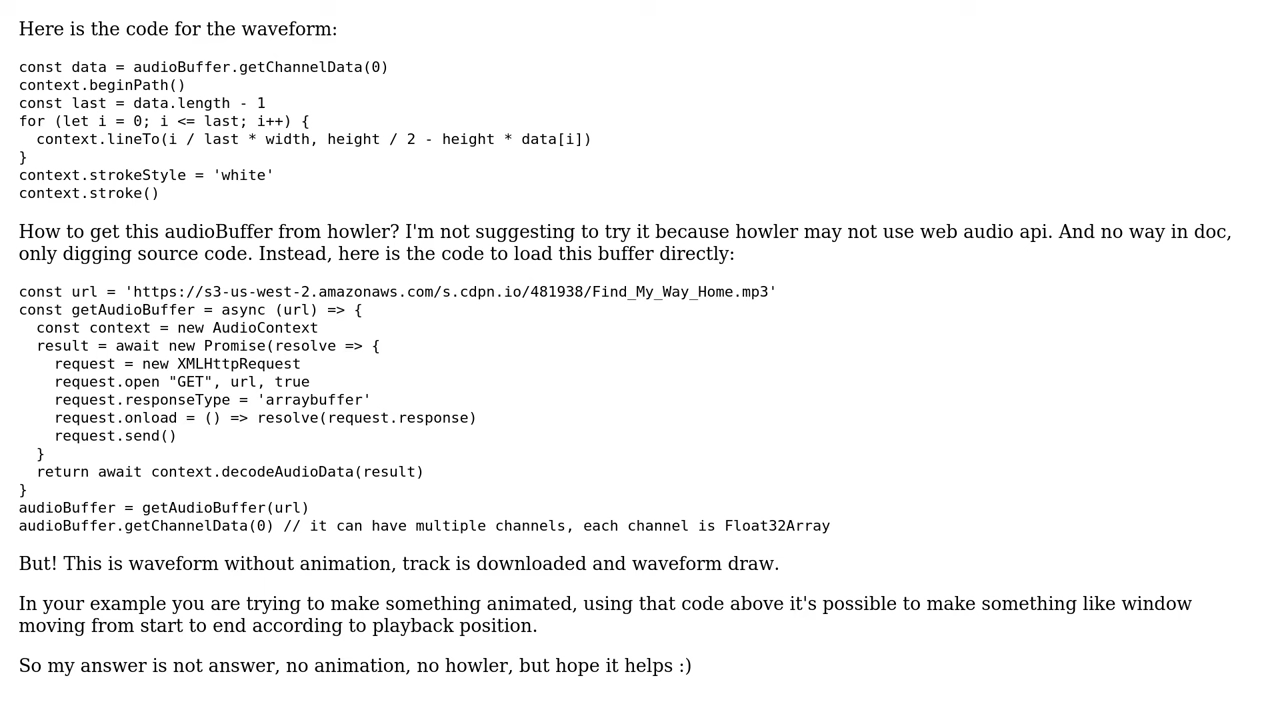 Here is the code for the waveform:
const data = audioBuffer.getChannelData(0)
context.beginPath()
const last = data.length - 1
for (let i = 0; i <= last; i++) {
  context.lineTo(i / last * width, height / 2 - height * data[i])
}
context.strokeStyle = 'white'
context.stroke()
How to get this audioBuffer from howler? I'm not suggesting to try it because howler may not use web audio api. And no way in doc,
only digging source code. Instead, here is the code to load this buffer directly:
const url = 'https://s3-us-west-2.amazonaws.com/s.cdpn.io/481938/Find_My_Way_Home.mp3'
const getAudioBuffer = async (url) => {
  const context = new AudioContext
  result = await new Promise(resolve => {
    request = new XMLHttpRequest
    request.open "GET", url, true
    request.responseType = 'arraybuffer'
    request.onload = () => resolve(request.response)
    request.send()
  }
  return await context.decodeAudioData(result)
}
audioBuffer = getAudioBuffer(url)
audioBuffer.getChannelData(0) // it can have multiple channels, each channel is Float32Array
But! This is waveform without animation, track is downloaded and waveform draw.
In your example you are trying to make something animated, using that code above it's possible to make something like window
moving from start to end according to playback position.
So my answer is not answer, no animation, no howler, but hope it helps :)